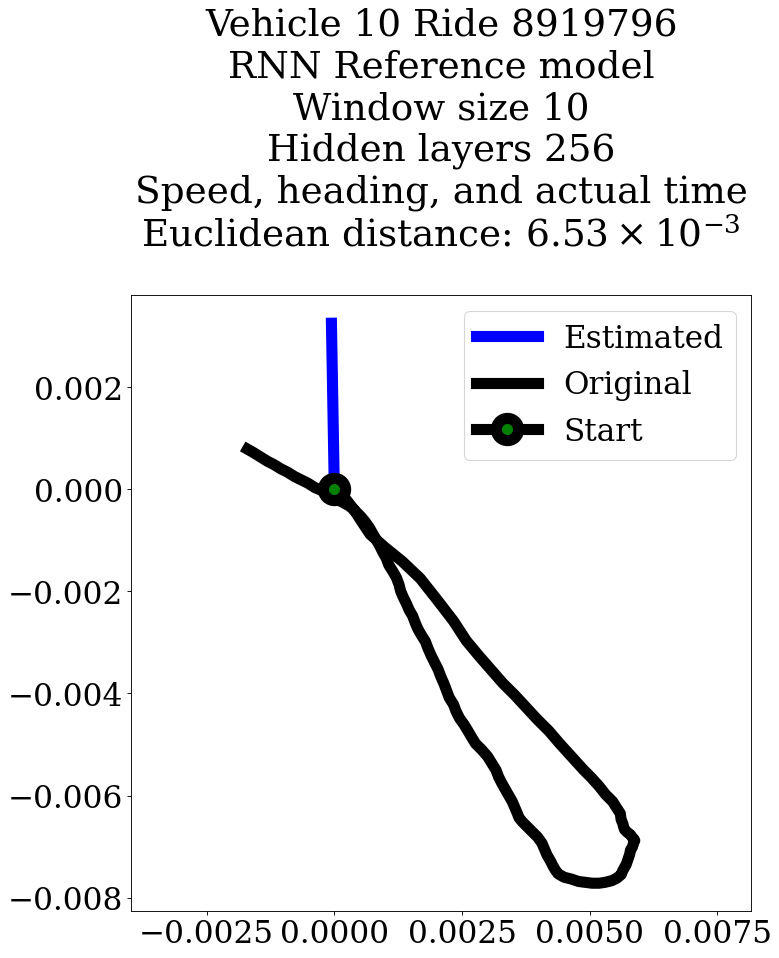 Vehicle 10 Ride 8919796
RNN Reference model
Window size 10
Hidden layers 256
Speed, heading, and actual time
Euclidean distance: 6.53 × 10⁻³
Estimated
Original
Start
0.002
0.000
−0.002
−0.004
−0.006
−0.008
−0.0025 0.0000 0.0025 0.0050 0.0075